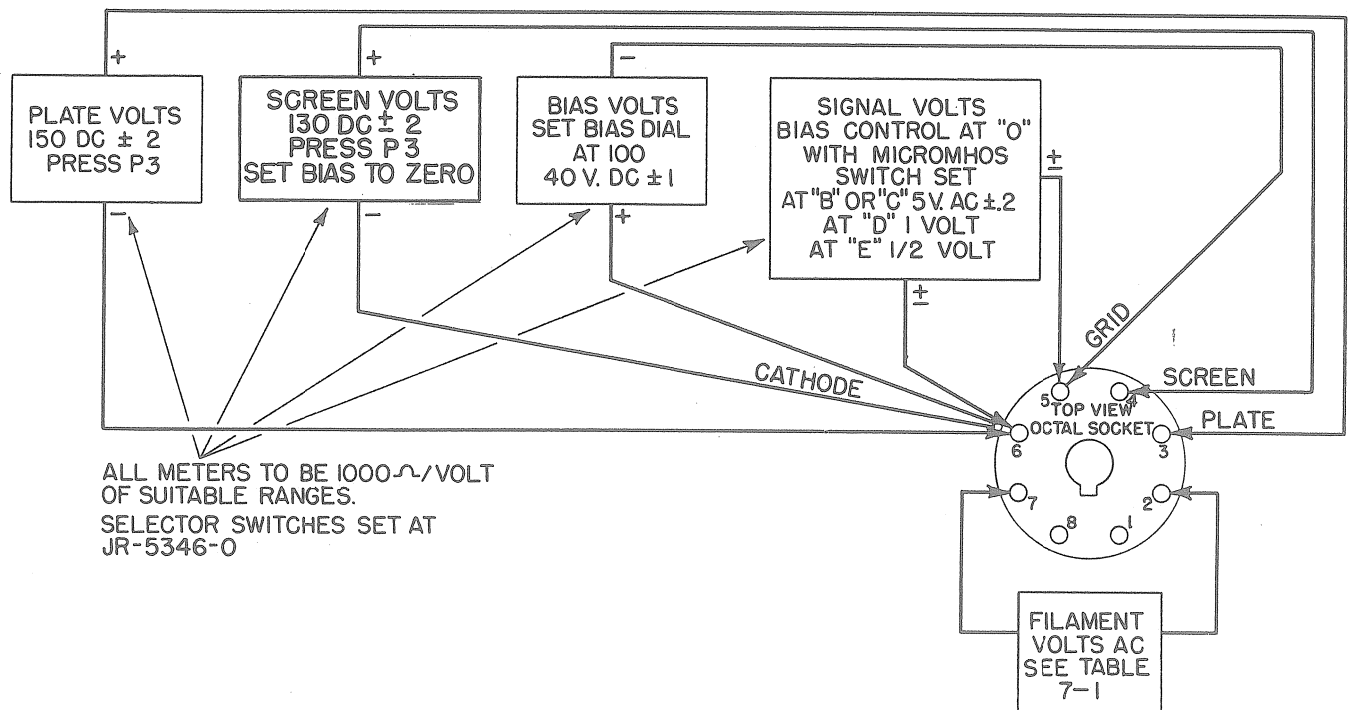 +
PLATE VOLTS
150 DC ± 2
PRESS P3
−
+
SCREEN VOLTS
130 DC ± 2
PRESS P3
SET BIAS TO ZERO
−
−
BIAS VOLTS
SET BIAS DIAL
AT 100
40 V. DC ± 1
+
SIGNAL VOLTS
BIAS CONTROL AT "O"
WITH MICROMHOS
SWITCH SET
AT "B" OR "C" 5 V. AC ± .2
AT "D" 1 VOLT
AT "E" 1/2 VOLT
±
±
GRID
CATHODE
SCREEN
PLATE
5
4
TOP VIEW
OCTAL SOCKET
6
3
7
2
8
1
ALL METERS TO BE 1000 Ω/VOLT
OF SUITABLE RANGES.
SELECTOR SWITCHES SET AT
JR-5346-0
FILAMENT
VOLTS AC
SEE TABLE
7-1